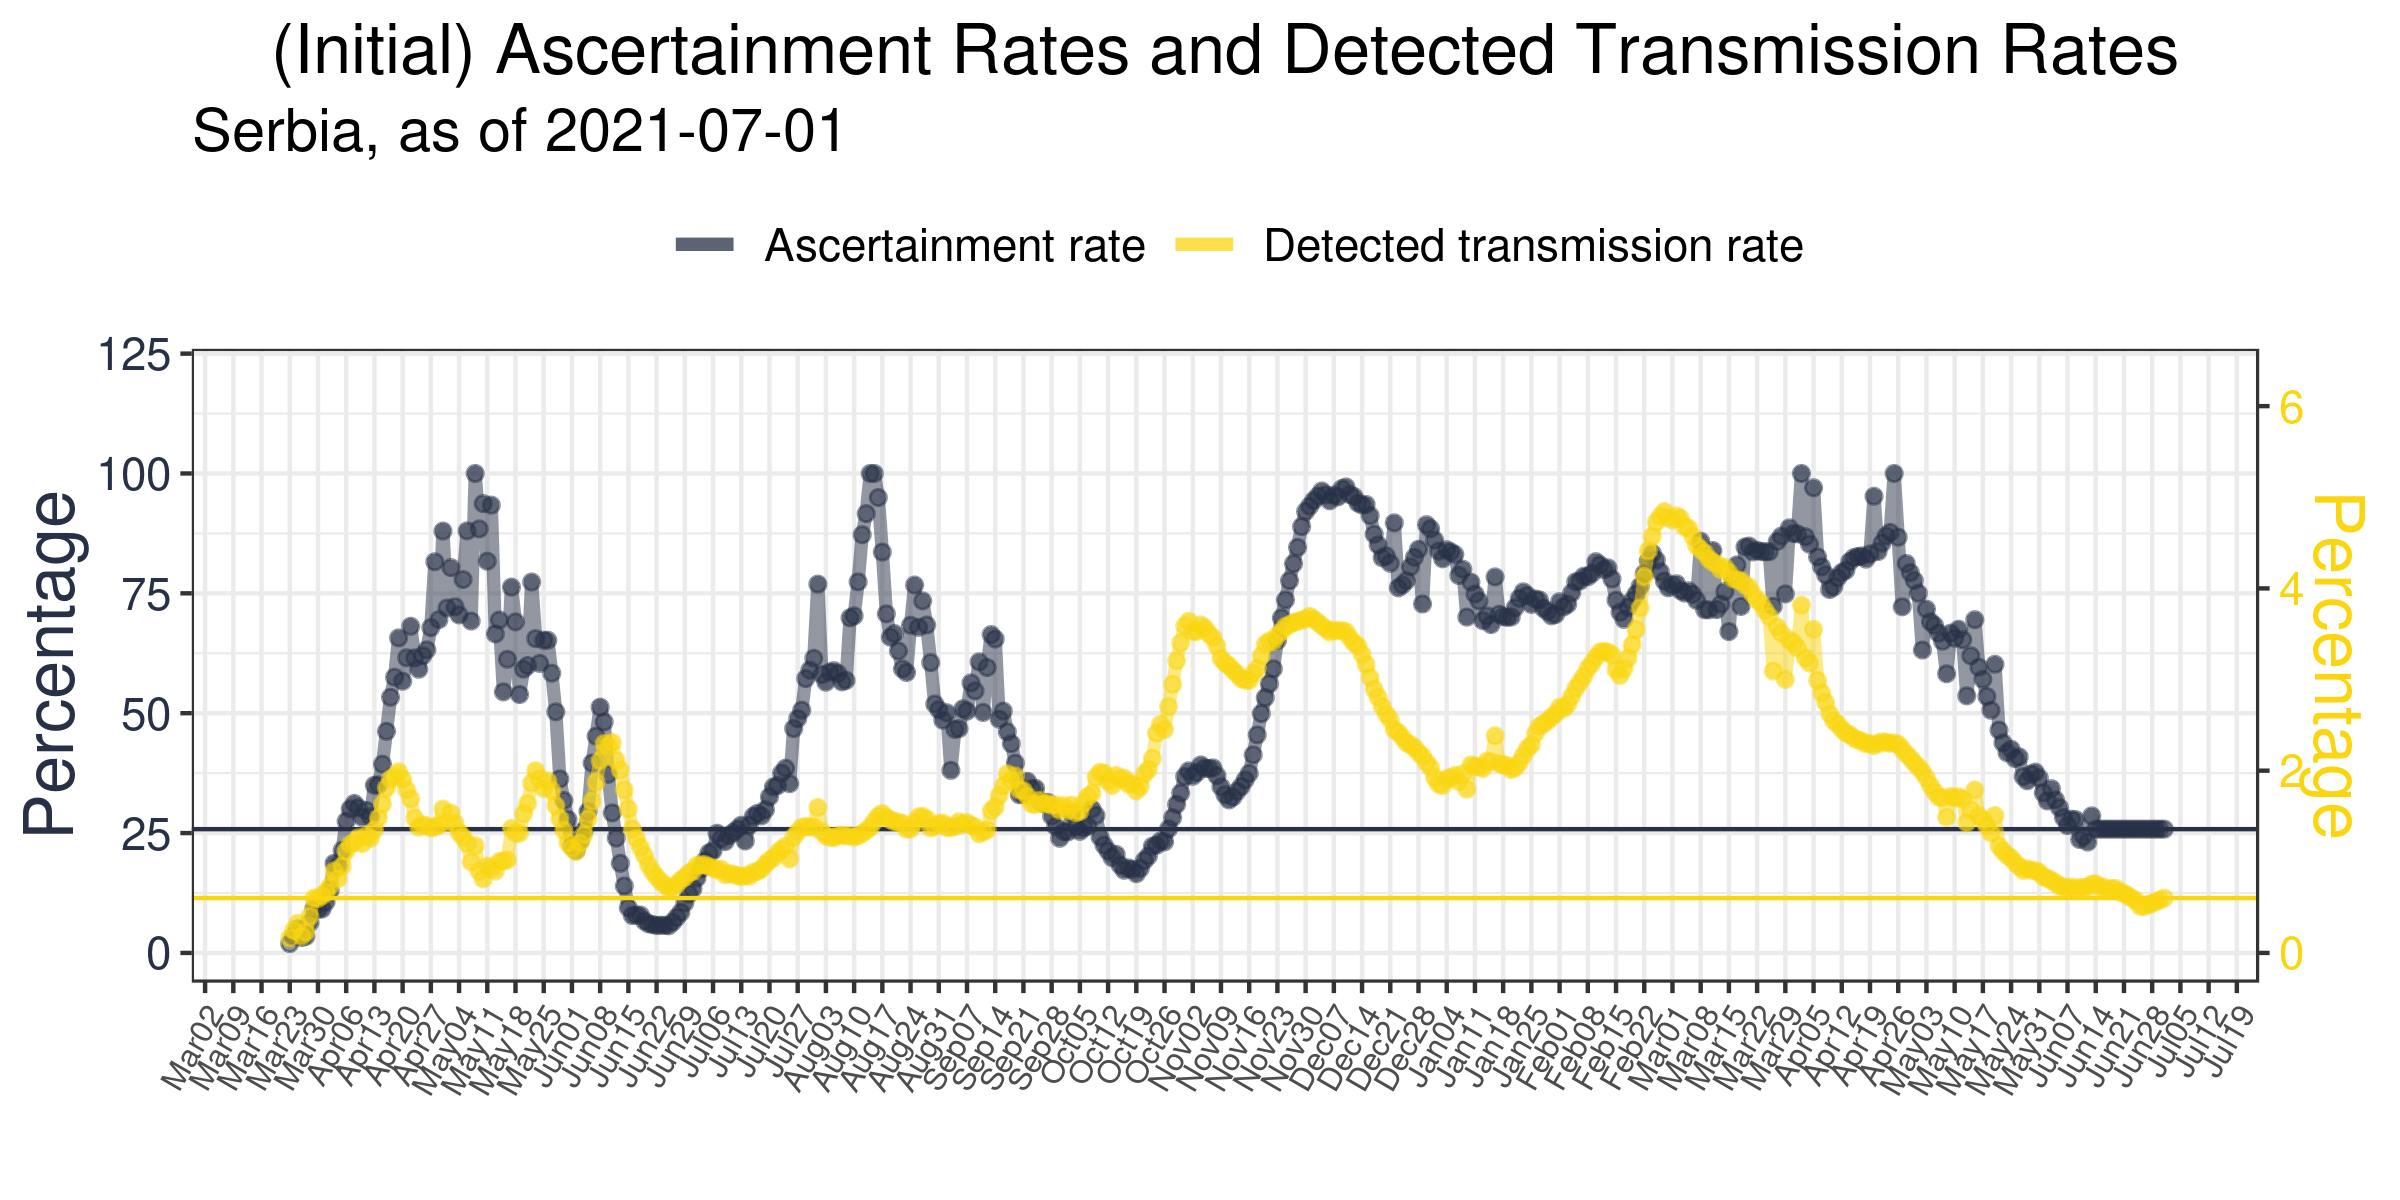 (Initial) Ascertainment Rates and Detected Transmission Rates
Serbia, as of 2021-07-01
Ascertainment rate
Detected transmission rate
Percentage
125
100
75
50
25
0
6
4
2
0
Percentage
Mar02
Mar09
Mar16
Mar23
Mar30
Apr06
Apr13
Apr20
Apr27
May04
May11
May18
May25
Jun01
Jun08
Jun15
Jun22
Jun29
Jul06
Jul13
Jul20
Jul27
Aug03
Aug10
Aug17
Aug24
Aug31
Sep07
Sep14
Sep21
Sep28
Oct05
Oct12
Oct19
Oct26
Nov02
Nov09
Nov16
Nov23
Nov30
Dec07
Dec14
Dec21
Dec28
Jan04
Jan11
Jan18
Jan25
Feb01
Feb08
Feb15
Feb22
Mar01
Mar08
Mar15
Mar22
Mar29
Apr05
Apr12
Apr19
Apr26
May03
May10
May17
May24
May31
Jun07
Jun14
Jun21
Jun28
Jul05
Jul12
Jul19